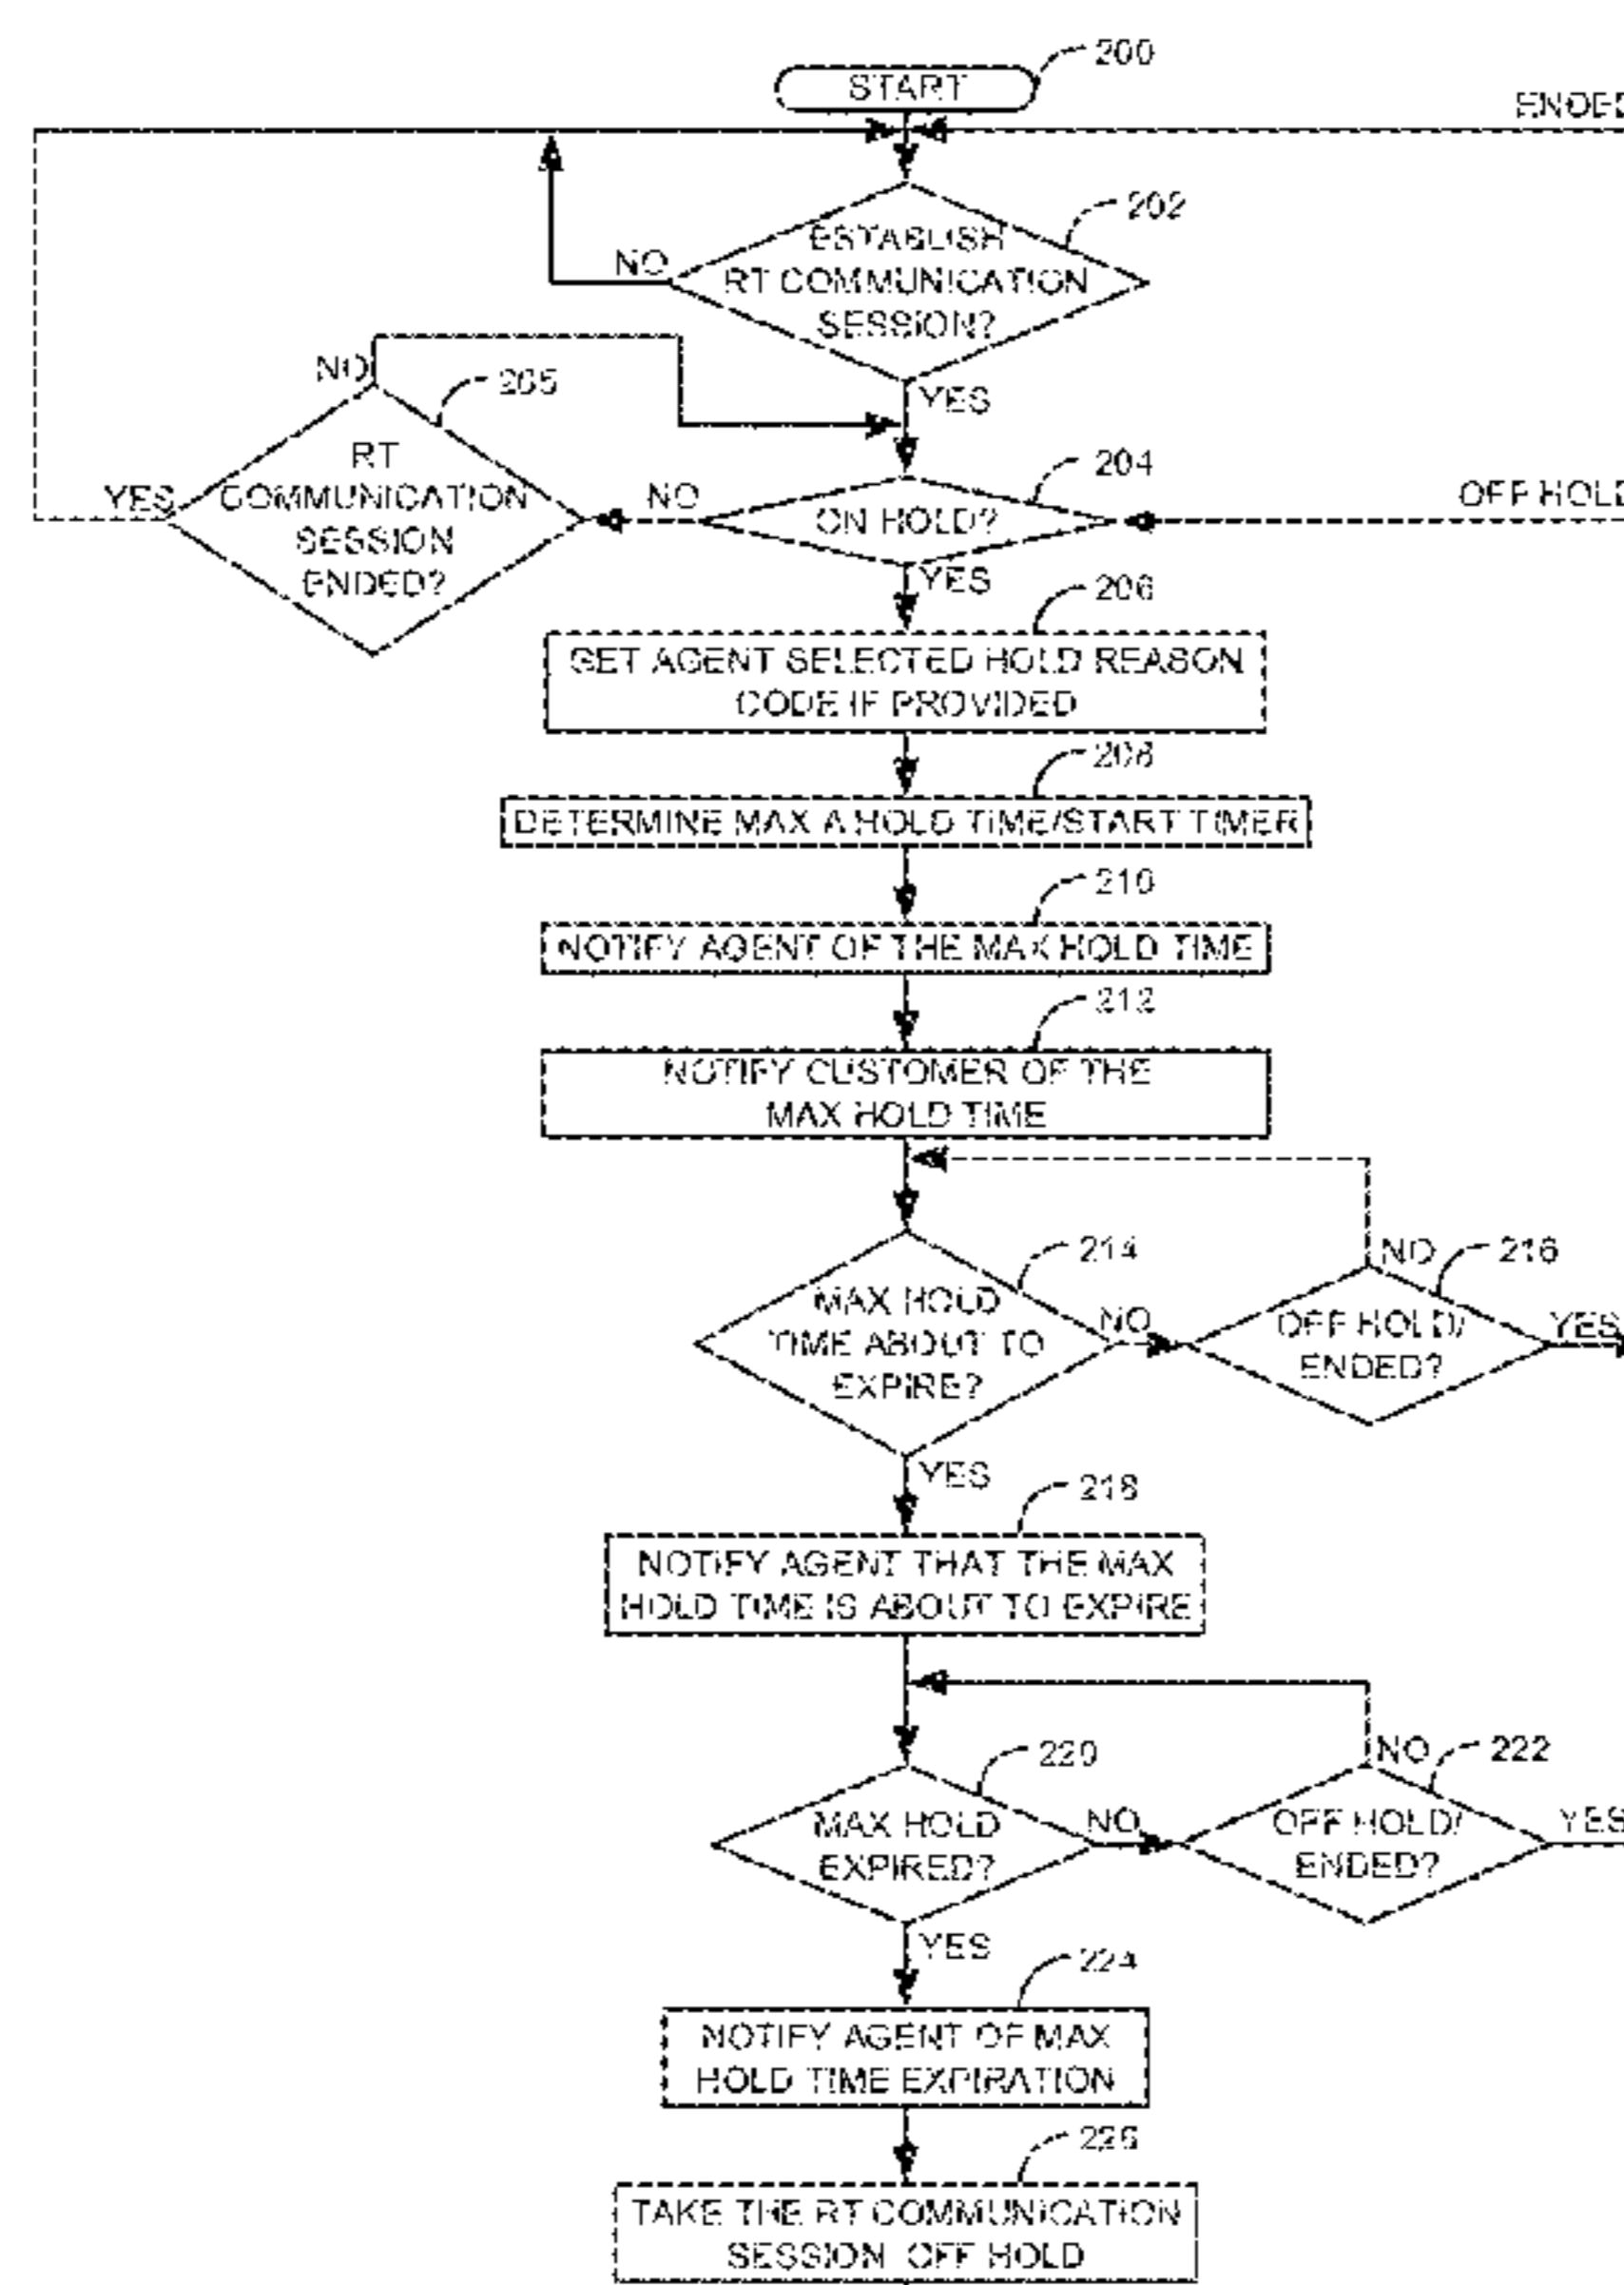 200
START
ENDED
202
ESTABLISH
RT COMMUNICATION
SESSION?
NO
YES
NO
205
RT
COMMUNICATION
SESSION
ENDED?
YES
NO
204
ON HOLD?
OFF HOLD
YES
206
GET AGENT SELECTED HOLD REASON
CODE IF PROVIDED
208
DETERMINE MAX A HOLD TIME/START TIMER
210
NOTIFY AGENT OF THE MAX HOLD TIME
212
NOTIFY CUSTOMER OF THE
MAX HOLD TIME
214
MAX HOLD
TIME ABOUT TO
EXPIRE?
NO
NO
216
OFF HOLD/
ENDED?
YES
YES
218
NOTIFY AGENT THAT THE MAX
HOLD TIME IS ABOUT TO EXPIRE
220
MAX HOLD
EXPIRED?
NO
NO
222
OFF HOLD/
ENDED?
YES
YES
224
NOTIFY AGENT OF MAX
HOLD TIME EXPIRATION
226
TAKE THE RT COMMUNICATION
SESSION OFF HOLD